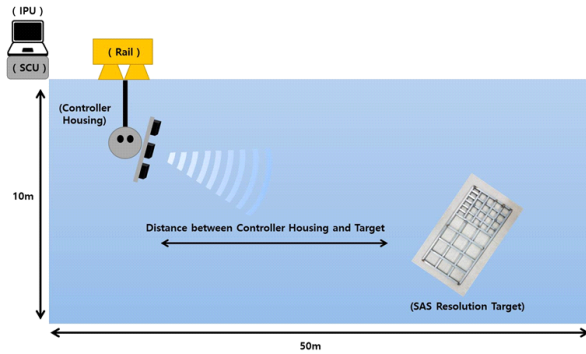 ( IPU )
( SCU )
( Rail )
(Controller
Housing)
10m
Distance between Controller Housing and Target
(SAS Resolution Target)
50m